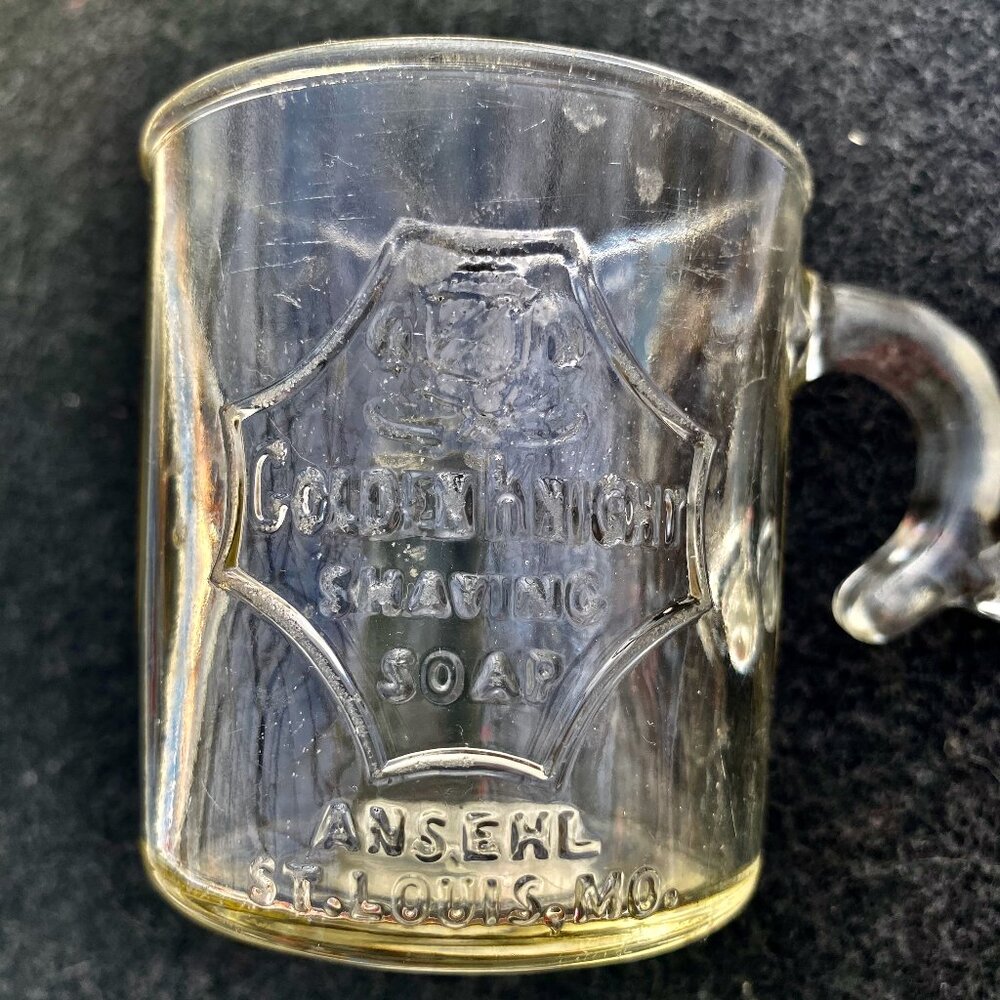 GOLDEN KNIGHT
SHAVING
SOAP
ANSEHL
ST. LOUIS, MO.